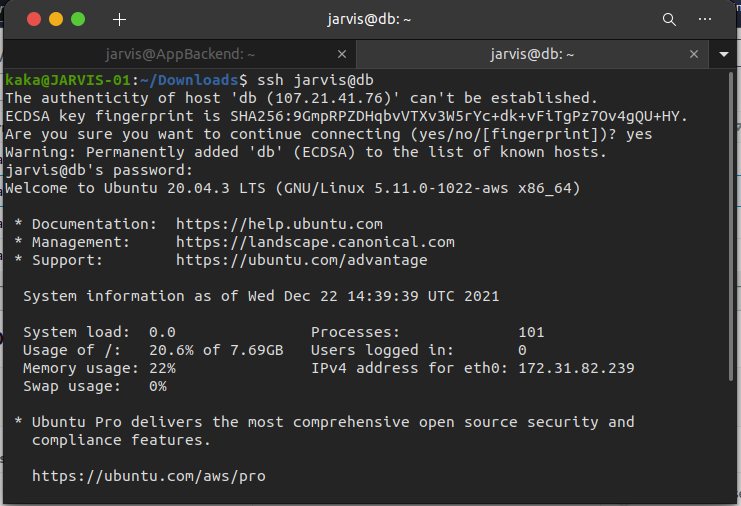 jarvis@db: ~
jarvis@AppBackend: ~
jarvis@db: ~
kaka@JARVIS-01:~/Downloads$ ssh jarvis@db
The authenticity of host 'db (107.21.41.76)' can't be established.
ECDSA key fingerprint is SHA256:9GmpRPZDHqbvVTXv3W5rYc+dk+vFiTgPz7Ov4gQU+HY.
Are you sure you want to continue connecting (yes/no/[fingerprint])? yes
Warning: Permanently added 'db' (ECDSA) to the list of known hosts.
jarvis@db's password:
Welcome to Ubuntu 20.04.3 LTS (GNU/Linux 5.11.0-1022-aws x86_64)
* Documentation:  https://help.ubuntu.com
* Management:     https://landscape.canonical.com
* Support:        https://ubuntu.com/advantage
System information as of Wed Dec 22 14:39:39 UTC 2021
System load:  0.0               Processes:             101
Usage of /:   20.6% of 7.69GB   Users logged in:       0
Memory usage: 22%               IPv4 address for eth0: 172.31.82.239
Swap usage:   0%
* Ubuntu Pro delivers the most comprehensive open source security and
compliance features.
https://ubuntu.com/aws/pro